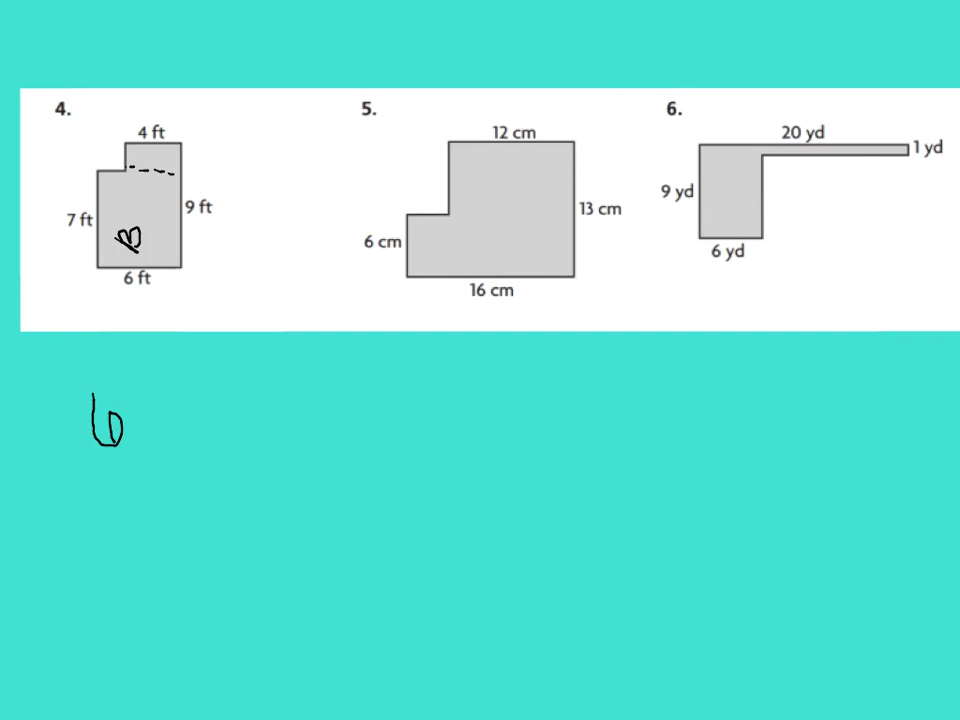 4. 5. 6.
4 ft 12 cm 20 yd
1 yd
7 ft 9 ft 6 cm 13 cm 9 yd
B
6 ft 16 cm 6 yd
6